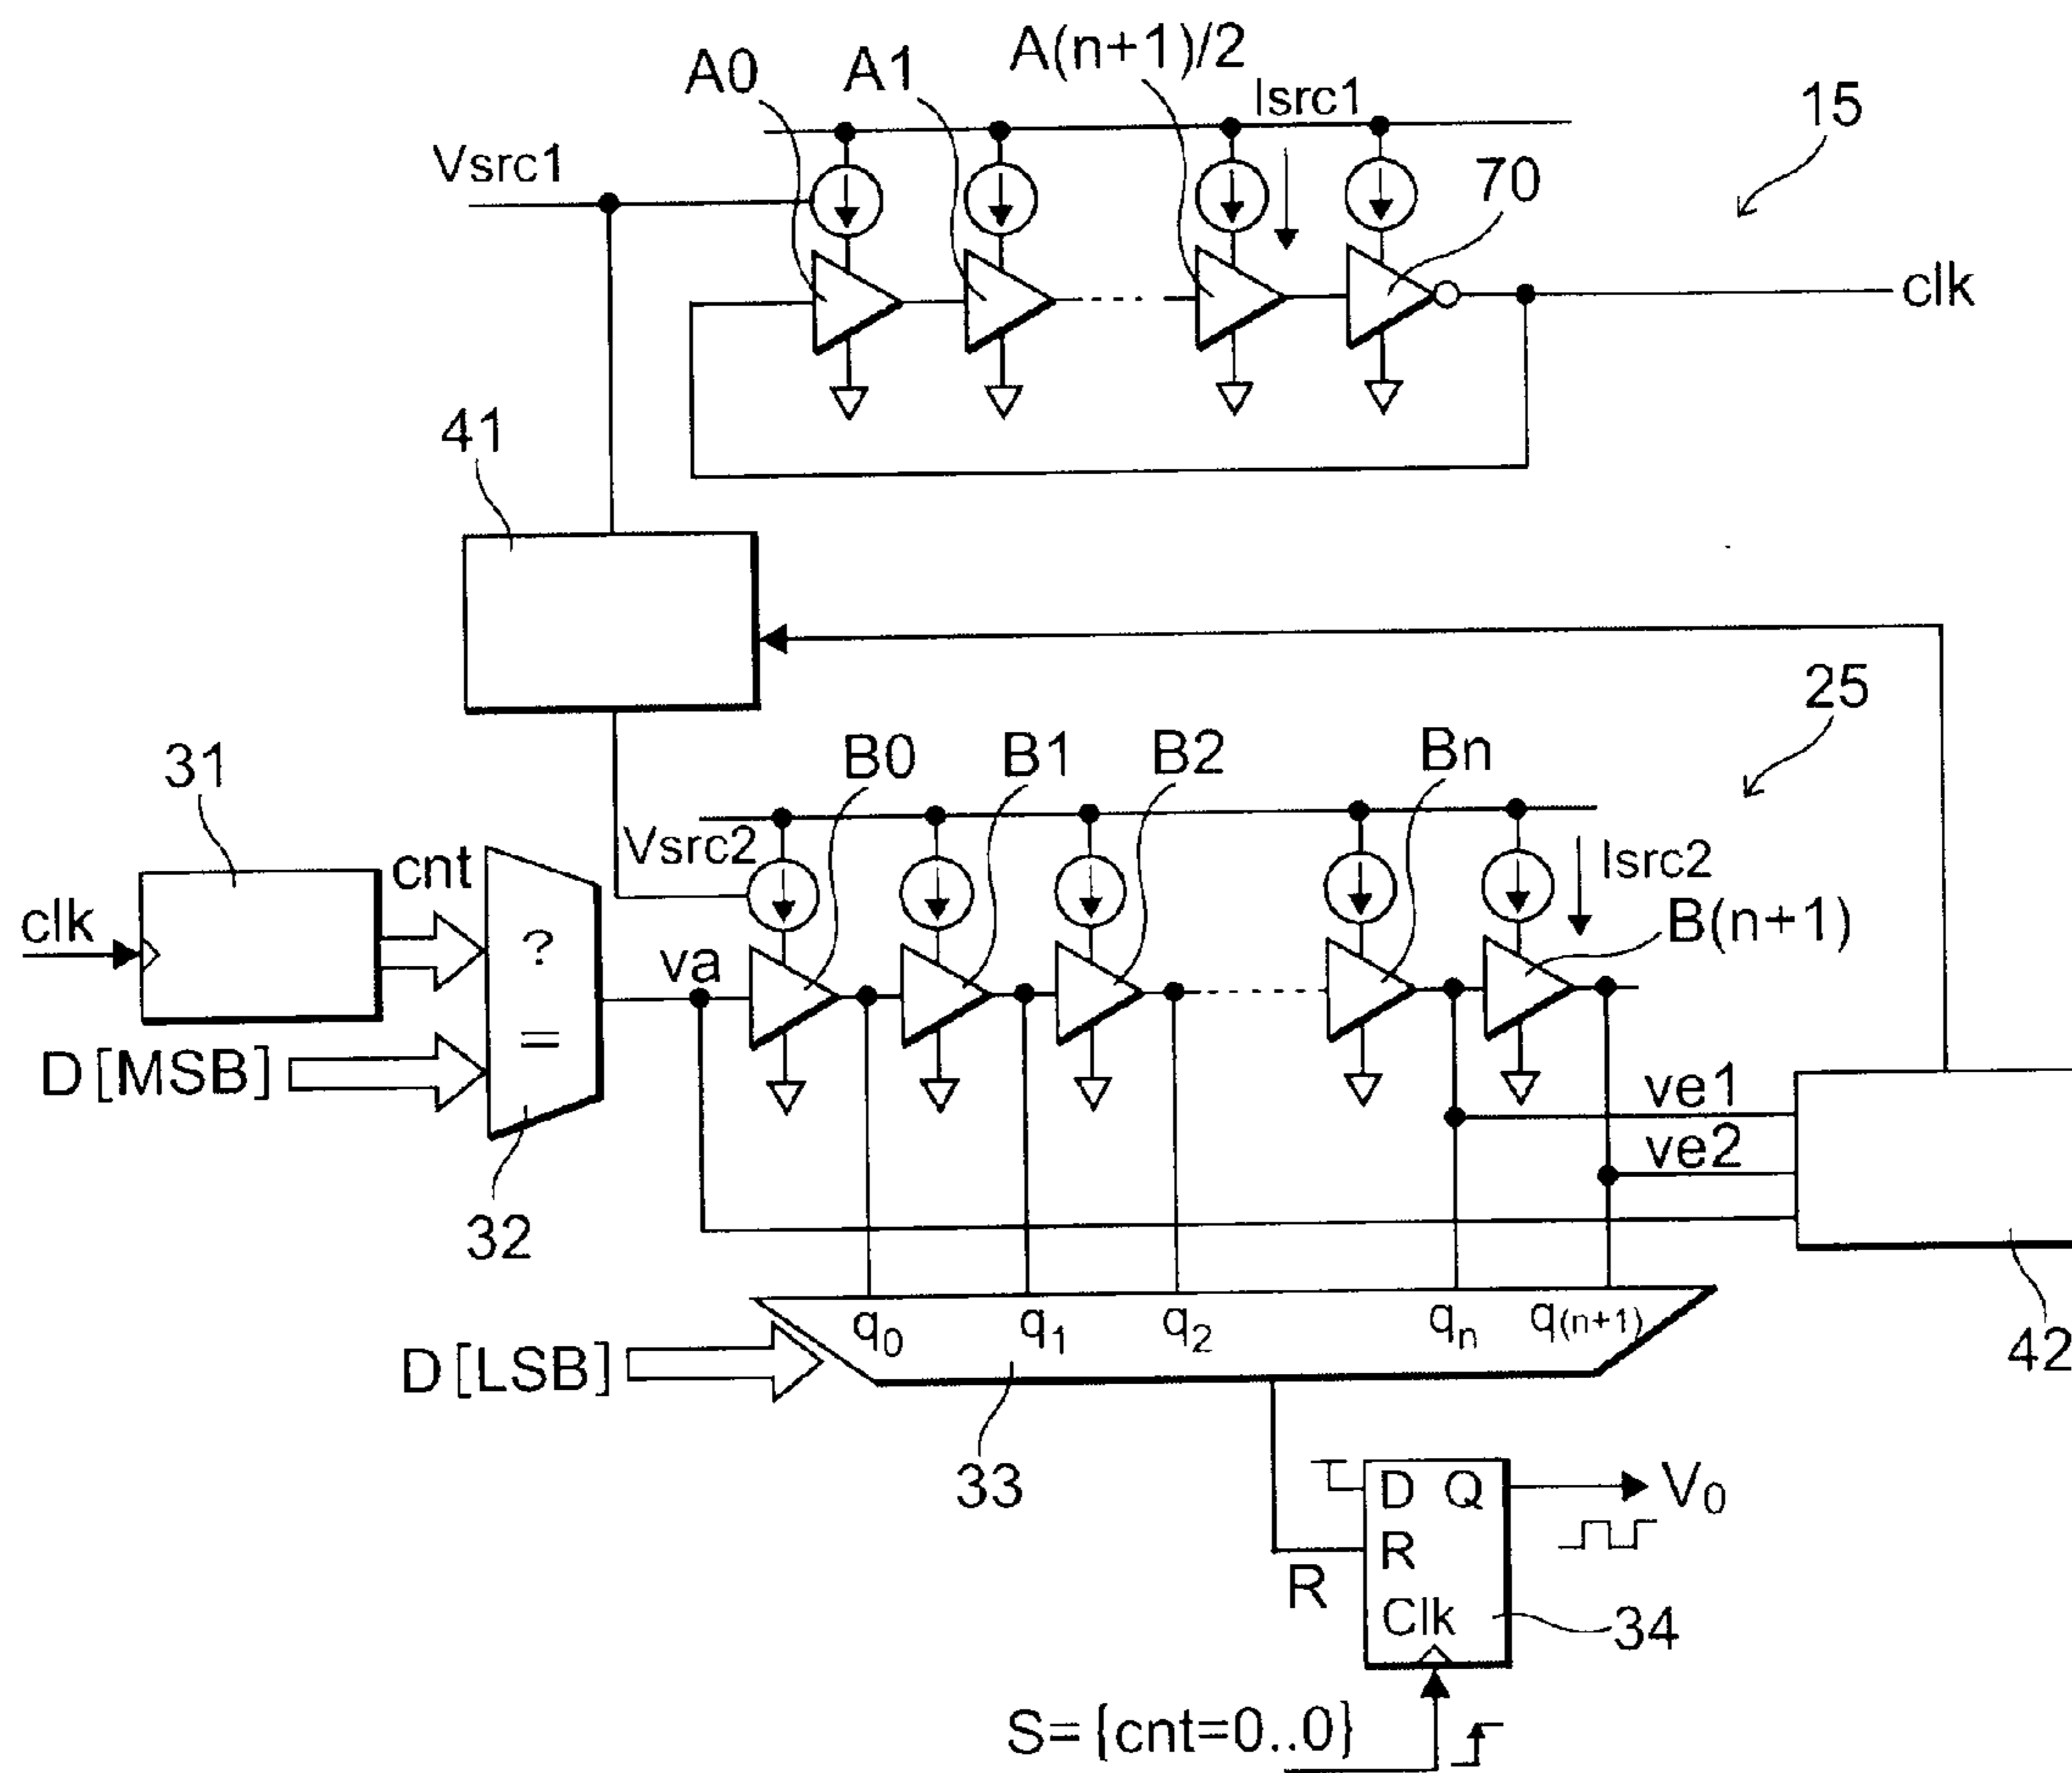 A0
A1
A(n+1)/2
Isrc1
15
Vsrc1
70
clk
41
25
31
B0
B1
B2
Bn
Vsrc2
cnt
Isrc2
clk
B(n+1)
?
va
=
D[MSB]
ve1
ve2
32
q0
q1
q2
qn
q(n+1)
42
D[LSB]
33
D Q
V0
R
R
Clk
34
S={cnt=0..0}